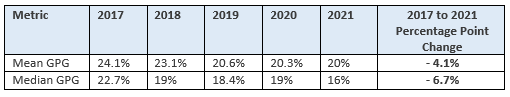 Metric 2017 2018 2019 2020 2021 2017 to 2021
Percentage Point
Change
Mean GPG 24.1% 23.1% 20.6% 20.3% 20% - 4.1%
Median GPG 22.7% 19% 18.4% 19% 16% - 6.7%